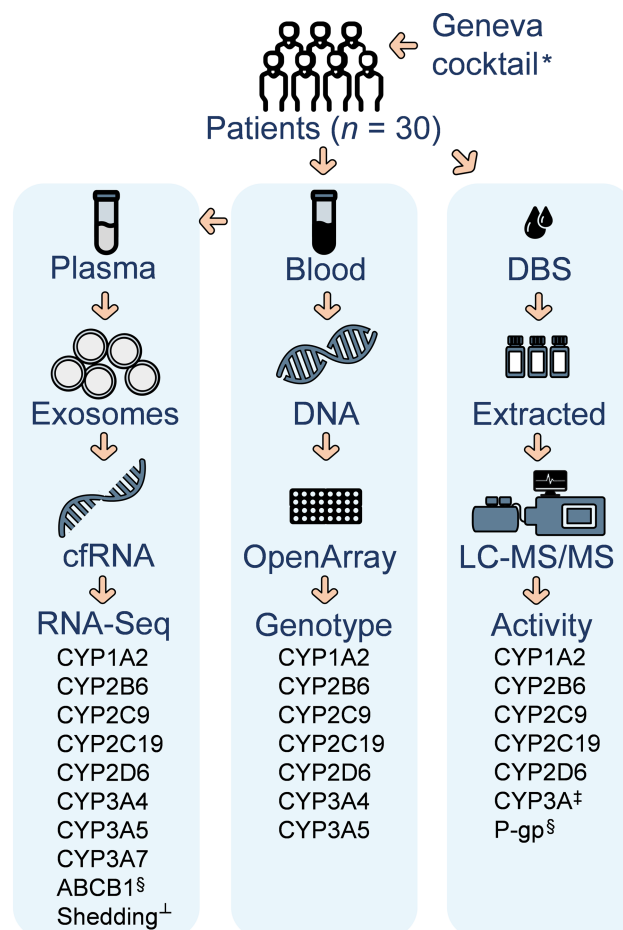 Geneva
cocktail*
Patients (n = 30)
Plasma
Exosomes
cfRNA
RNA-Seq
CYP1A2
CYP2B6
CYP2C9
CYP2C19
CYP2D6
CYP3A4
CYP3A5
CYP3A7
ABCB1§
Shedding⊥
Blood
DNA
OpenArray
Genotype
CYP1A2
CYP2B6
CYP2C9
CYP2C19
CYP2D6
CYP3A4
CYP3A5
DBS
Extracted
LC-MS/MS
Activity
CYP1A2
CYP2B6
CYP2C9
CYP2C19
CYP2D6
CYP3A‡
P-gp§